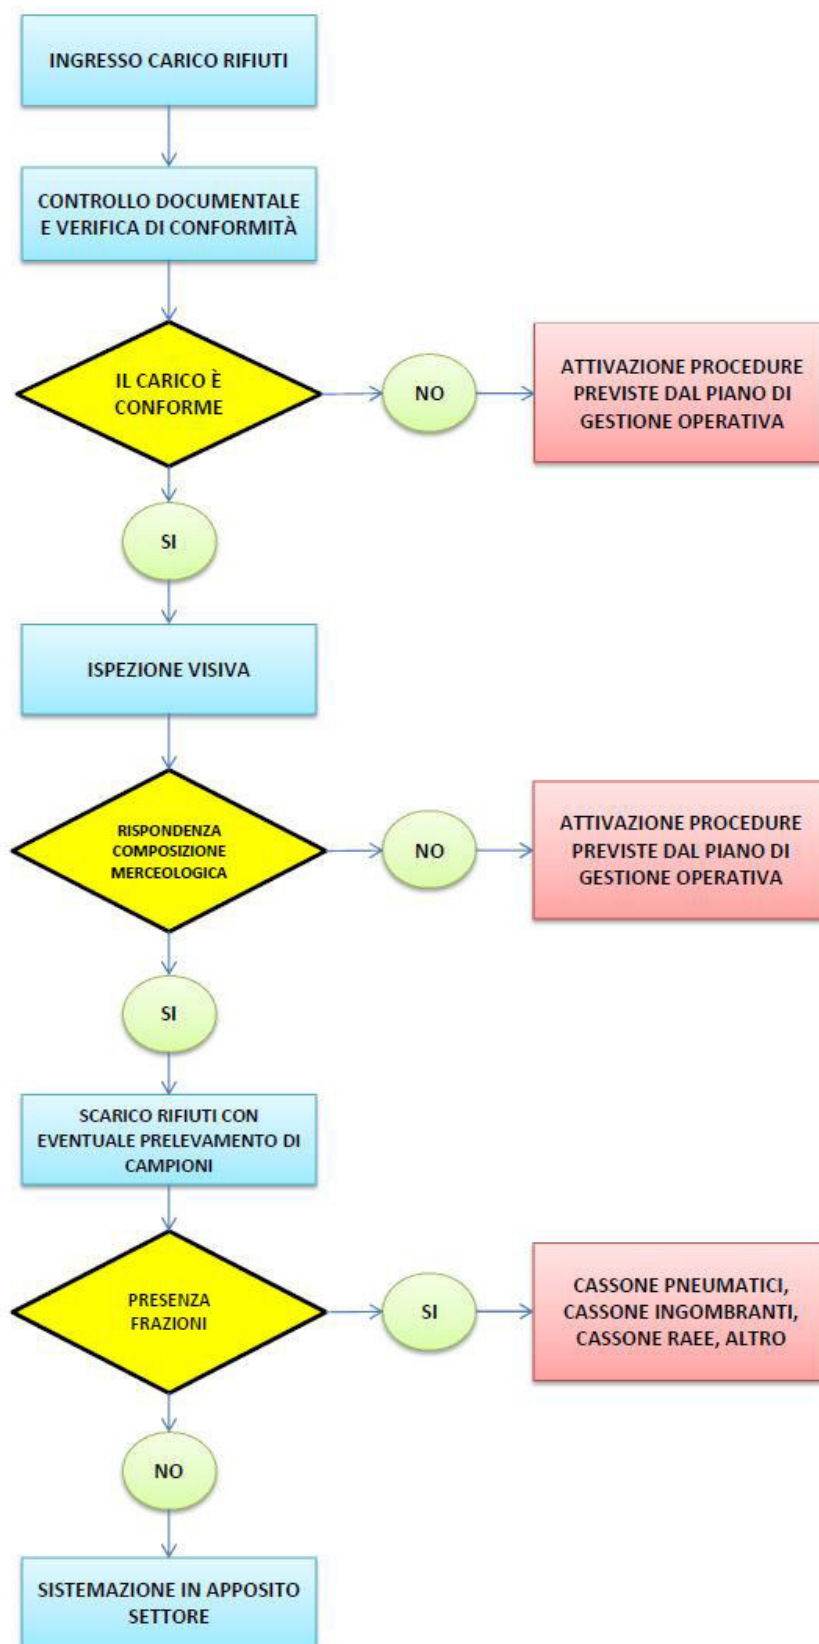 INGRESSO CARICO RIFIUTI
CONTROLLO DOCUMENTALE
E VERIFICA DI CONFORMITÀ
IL CARICO È
CONFORME
NO
ATTIVAZIONE PROCEDURE
PREVISTE DAL PIANO DI
GESTIONE OPERATIVA
SI
ISPEZIONE VISIVA
RISPONDENZA
COMPOSIZIONE
MERCEOLOGICA
NO
ATTIVAZIONE PROCEDURE
PREVISTE DAL PIANO DI
GESTIONE OPERATIVA
SI
SCARICO RIFIUTI CON
EVENTUALE PRELEVAMENTO DI
CAMPIONI
PRESENZA
FRAZIONI
SI
CASSONE PNEUMATICI,
CASSONE INGOMBRANTI,
CASSONE RAEE, ALTRO
NO
SISTEMAZIONE IN APPOSITO
SETTORE